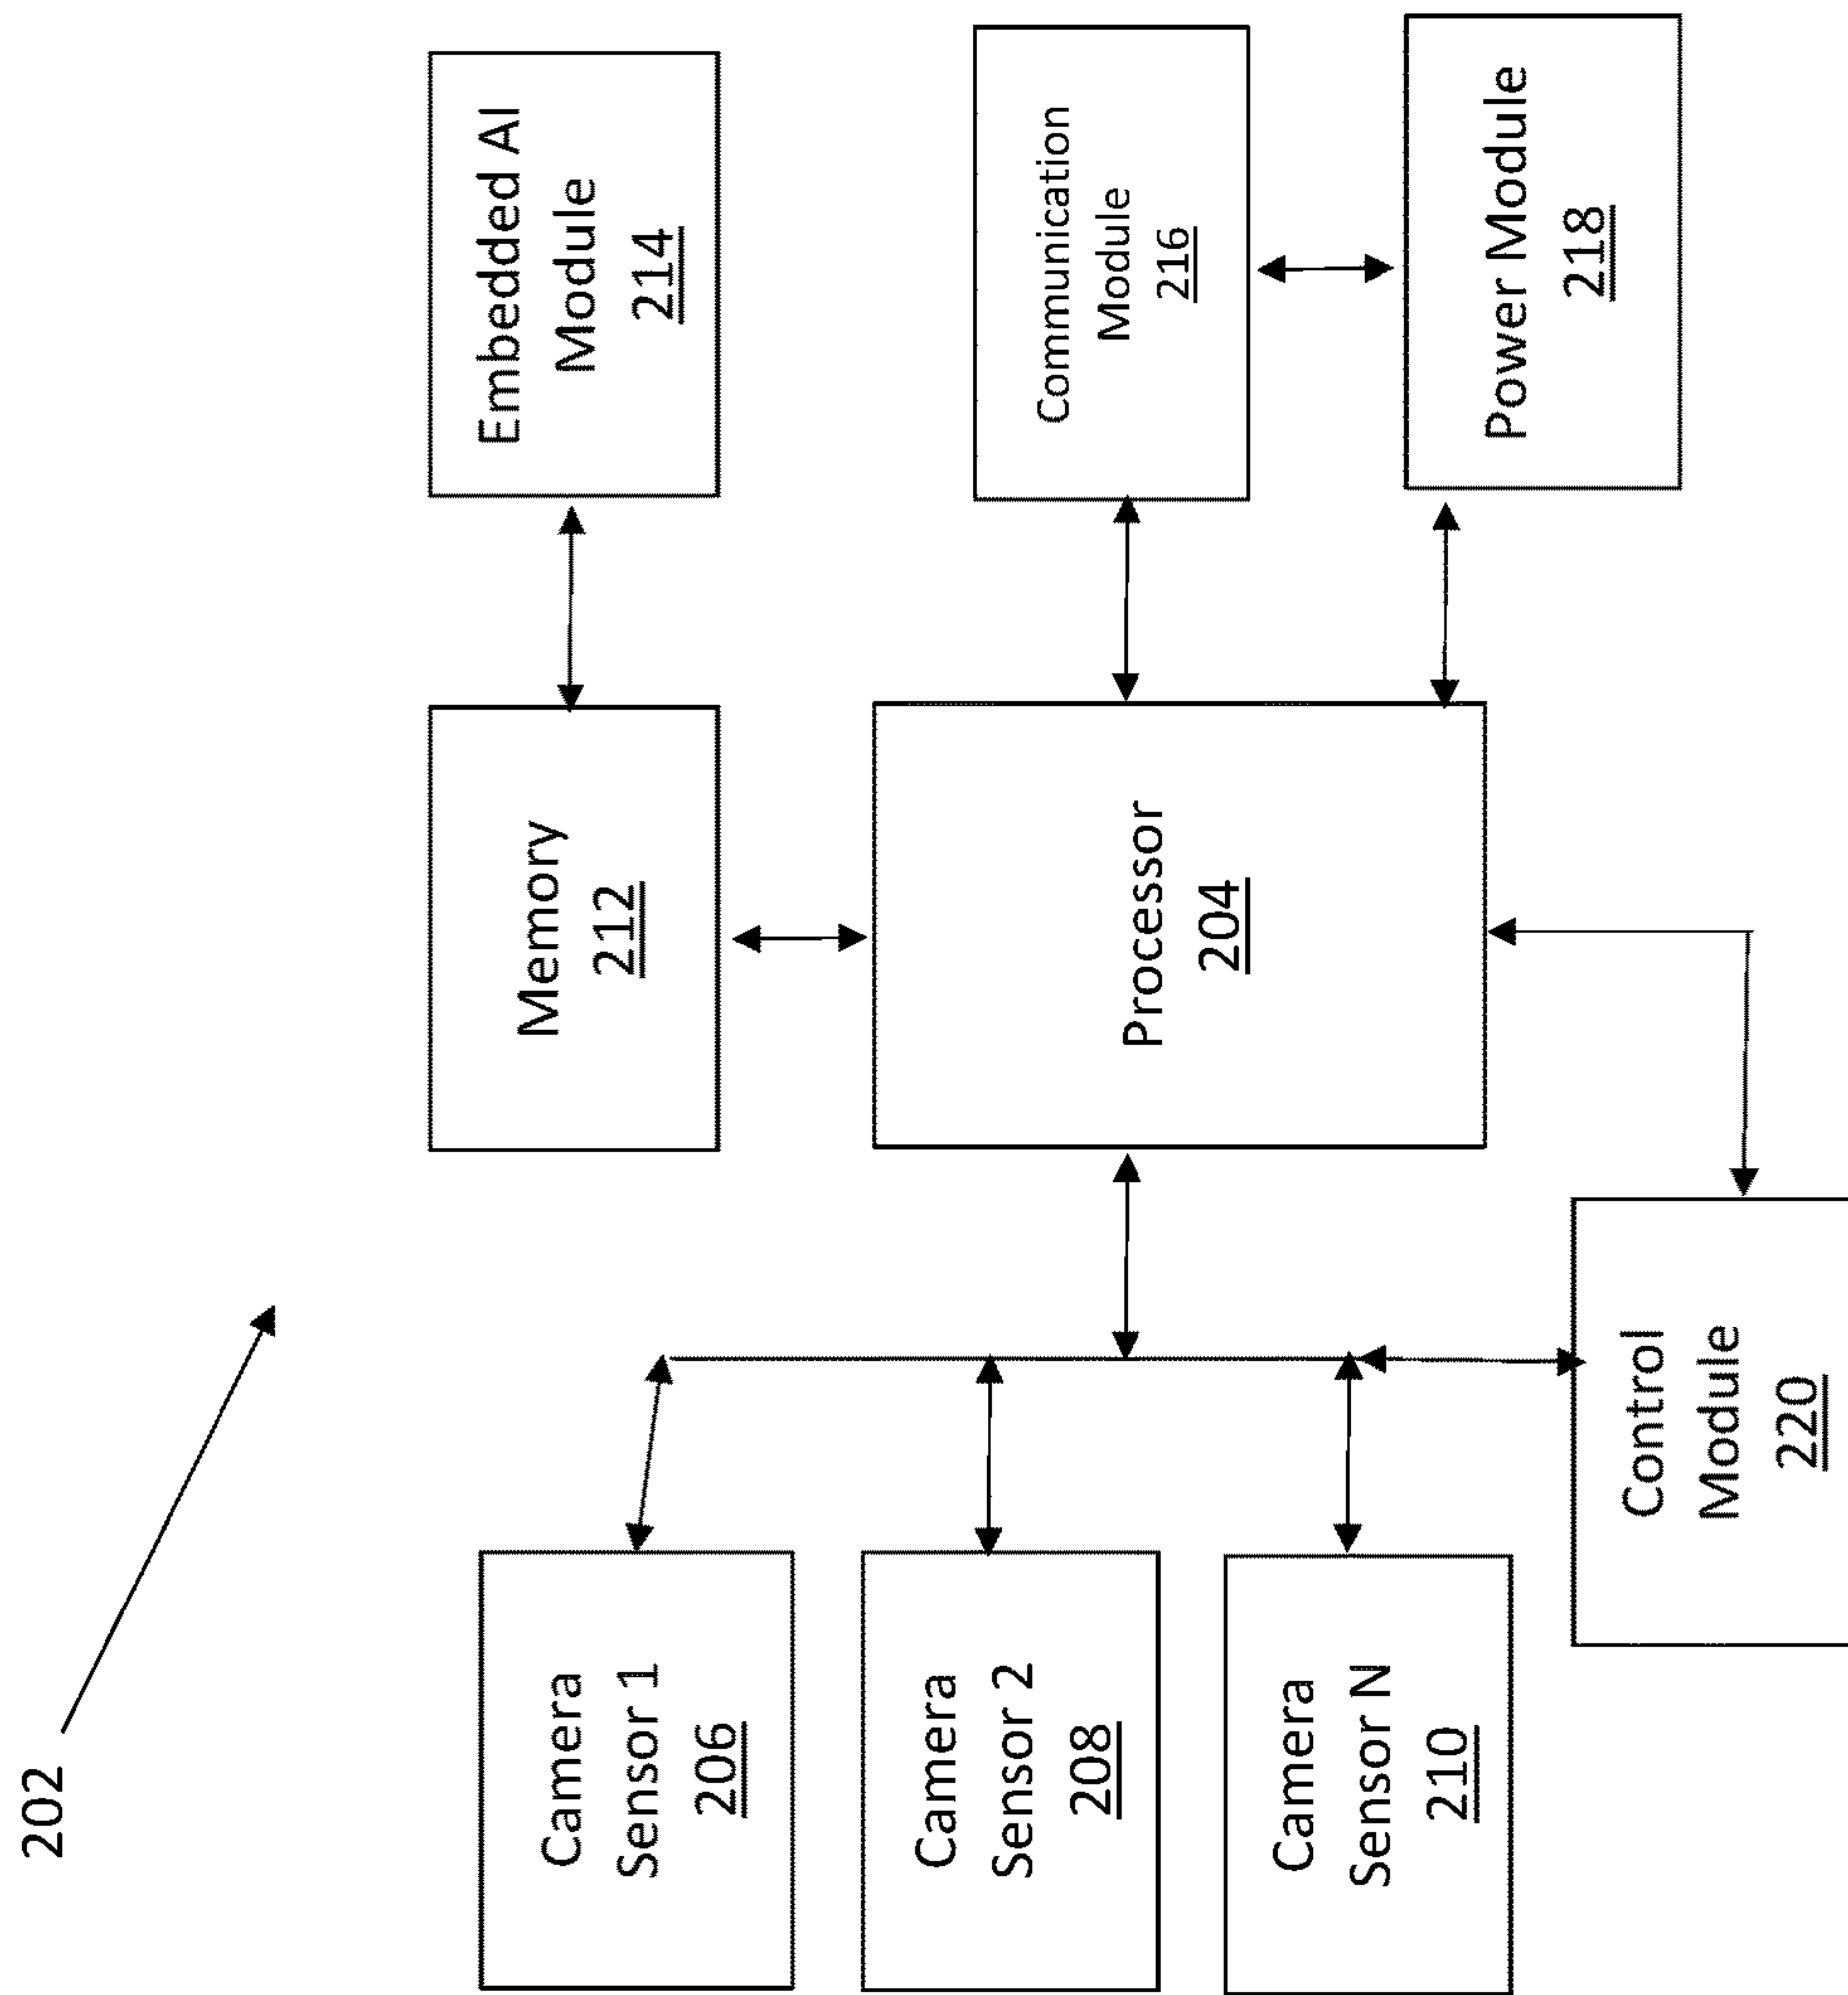 202
Camera
Sensor 1
206
Camera
Sensor 2
208
Camera
Sensor N
210
Control
Module
220
Memory
212
Processor
204
Embedded AI
Module
214
Communication
Module
216
Power Module
218